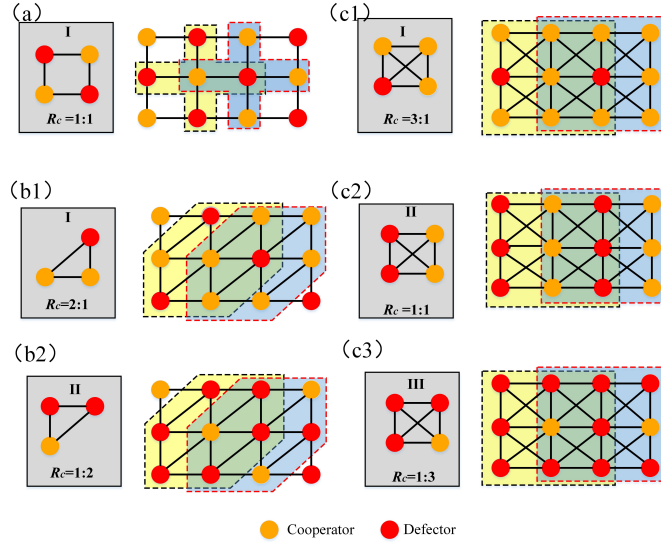 (a)
I
Rc=1:1
(b1)
I
Rc=2:1
(b2)
II
Rc=1:2
(c1)
I
Rc=3:1
(c2)
II
Rc=1:1
(c3)
III
Rc=1:3
Cooperator
Defector